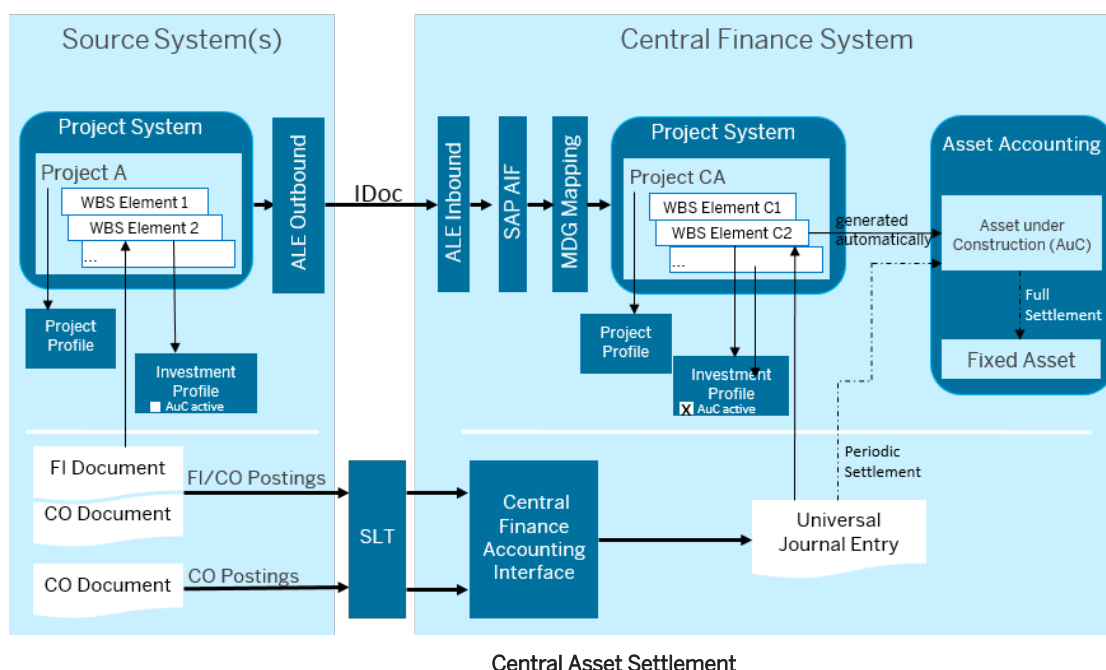 Source System(s)
Central Finance System
Project System
Project A
WBS Element 1
WBS Element 2
...
ALE Outbound
IDoc
ALE Inbound
SAP AIF
MDG Mapping
Project System
Project CA
WBS Element C1
WBS Element C2
...
generated
automatically
Asset Accounting
Asset under
Construction (AuC)
Full
Settlement
Fixed Asset
Project
Profile
Investment
Profile
AuC active
Project
Profile
Investment
Profile
X AuC active
FI Document
CO Document
FI/CO Postings
CO Document
CO Postings
SLT
Central
Finance
Accounting
Interface
Periodic
Settlement
Universal
Journal Entry
Central Asset Settlement